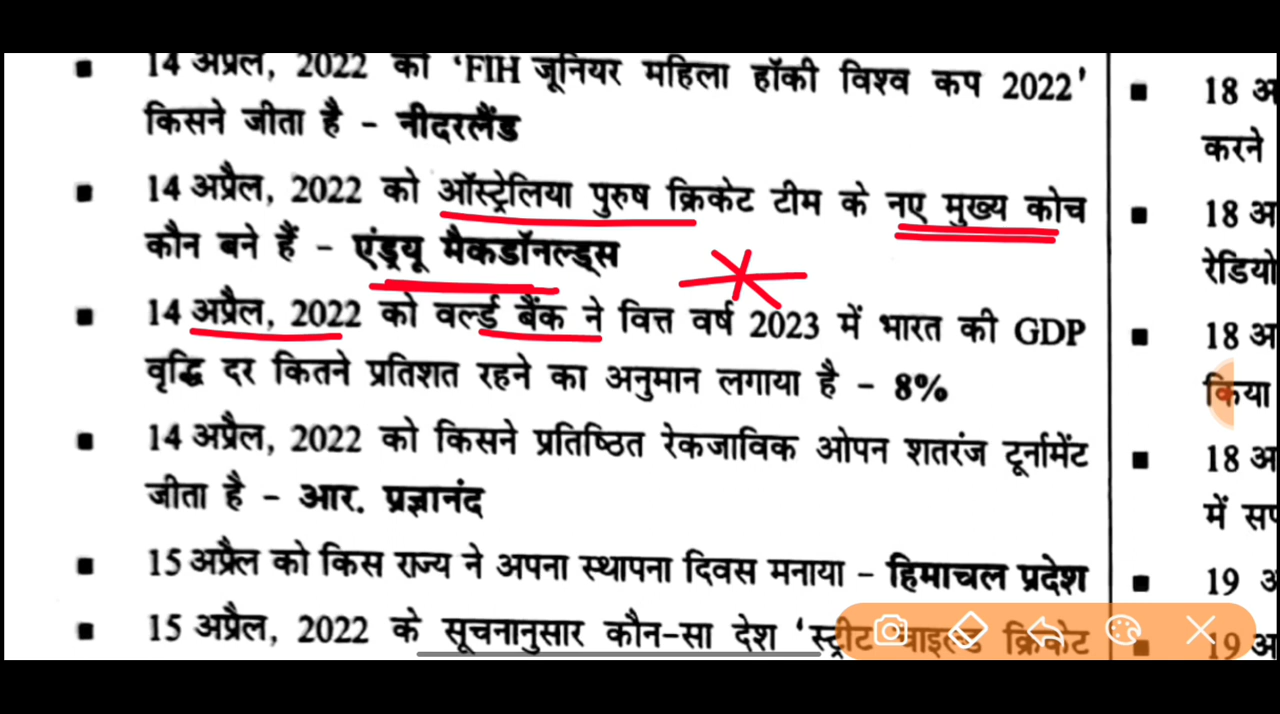 14 अप्रैल, 2022 को 'FIH जूनियर महिला हॉकी विश्व कप 2022'
किसने जीता है - नीदरलैंड
14 अप्रैल, 2022 को ऑस्ट्रेलिया पुरुष क्रिकेट टीम के नए मुख्य कोच
कौन बने हैं - एंड्रयू मैकडॉनल्ड्स
14 अप्रैल, 2022 को वर्ल्ड बैंक ने वित्त वर्ष 2023 में भारत की GDP
वृद्धि दर कितने प्रतिशत रहने का अनुमान लगाया है - 8%
14 अप्रैल, 2022 को किसने प्रतिष्ठित रेकजाविक ओपन शतरंज टूर्नामेंट
जीता है - आर. प्रज्ञानंद
15 अप्रैल को किस राज्य ने अपना स्थापना दिवस मनाया - हिमाचल प्रदेश
15 अप्रैल, 2022 के सूचनानुसार कौन-सा देश 'स्ट्रीट चाइल्ड क्रिकेट
18 अ
करने
18 अ
रेडियो
18 अ
किया
18 अ
में
19 अ
19 अ